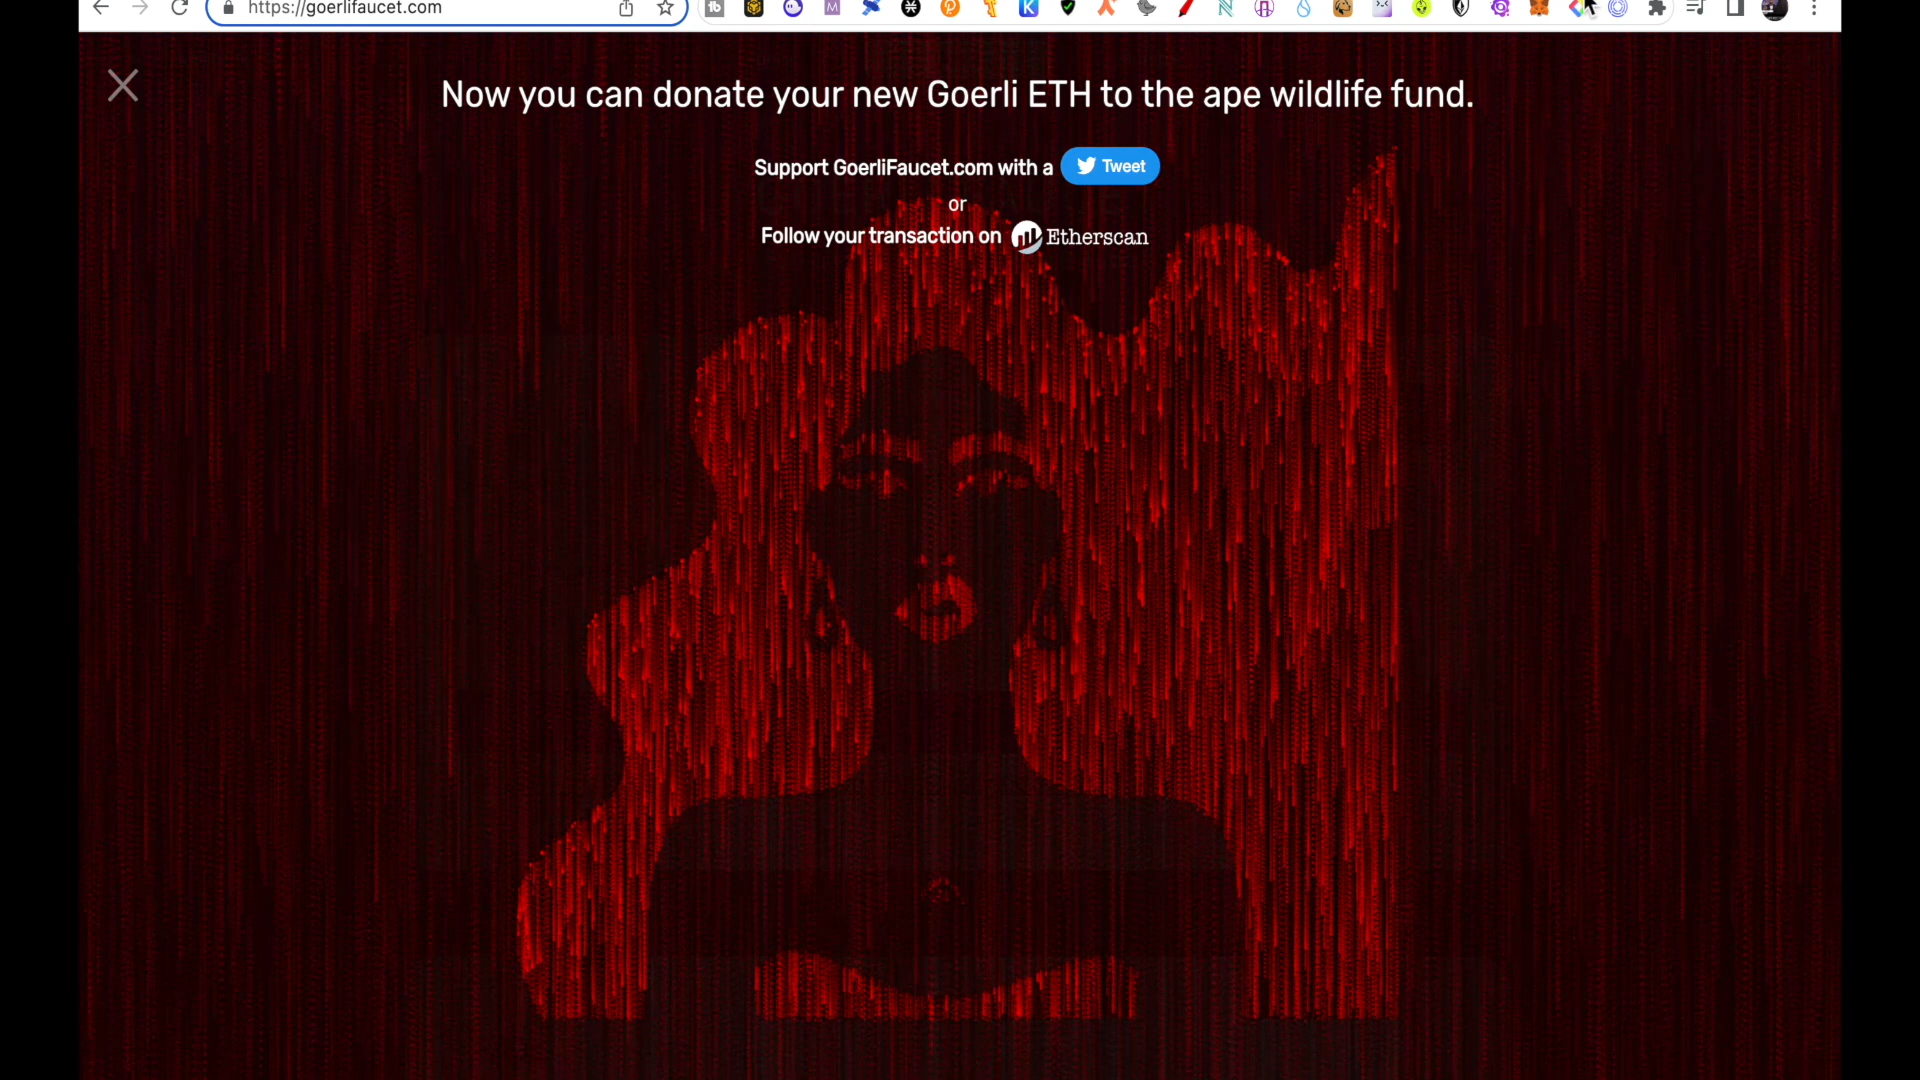 https://goerlifaucet.com
Now you can donate your new Goerli ETH to the ape wildlife fund.
Support GoerliFaucet.com with a Tweet
or
Follow your transaction on Etherscan